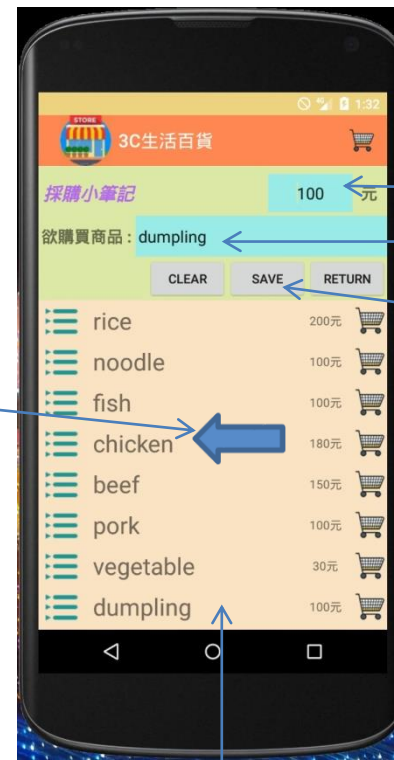 1:32
STORE
3C生活百貨
採購小筆記 100 元
欲購買商品 : dumpling
CLEAR SAVE RETURN
rice 200元
noodle 100元
fish 100元
chicken 180元
beef 150元
pork 100元
vegetable 30元
dumpling 100元